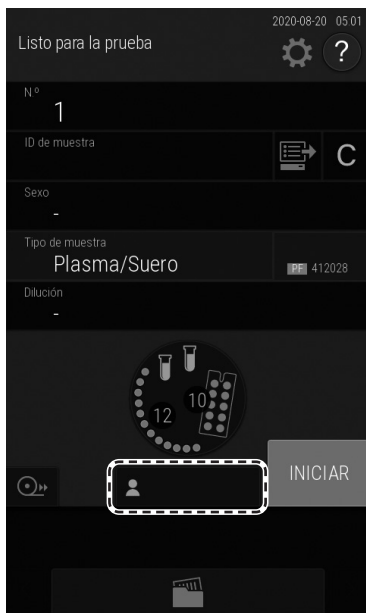 2020-08-20 05:01
Listo para la prueba
?
N.º
1
ID de muestra
C
Sexo
-
Tipo de muestra
Plasma/Suero
PF 412028
Dilución
-
12
10
INICIAR